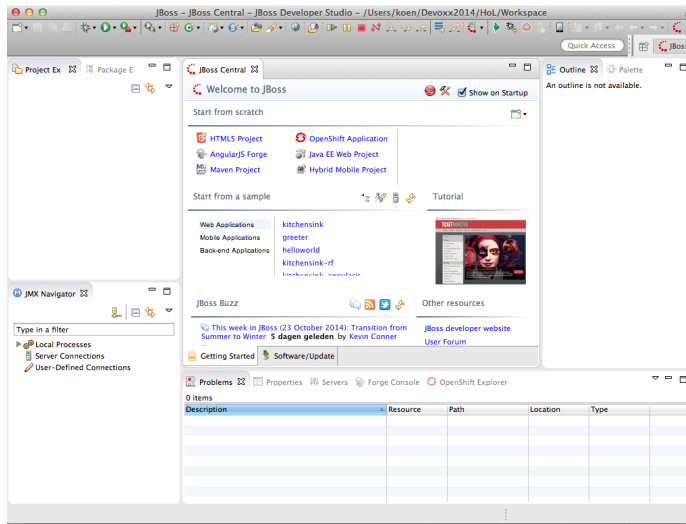 JBoss – JBoss Central – JBoss Developer Studio – /Users/koen/Devoxx2014/HoL/Workspace
Quick Access
JBoss
Project Ex
Package E
JBoss Central
Outline
Palette
An outline is not available.
Welcome to JBoss
Show on Startup
Start from scratch
HTML5 Project
OpenShift Application
AngularJS Forge
Java EE Web Project
Maven Project
Hybrid Mobile Project
Start from a sample
Tutorial
Web Applications
kitchensink
Mobile Applications
greeter
Back-end Applications
helloworld
kitchensink-rf
kitchensink-angularjs
TICKETMONSTER
JMX Navigator
Type in a filter
Local Processes
Server Connections
User-Defined Connections
JBoss Buzz
Other resources
This week in JBoss (23 October 2014): Transition from
Summer to Winter 5 dagen geleden by Kevin Conner
JBoss developer website
User Forum
Getting Started
Software/Update
Problems
Properties
Servers
Forge Console
OpenShift Explorer
0 items
Description
Resource
Path
Location
Type